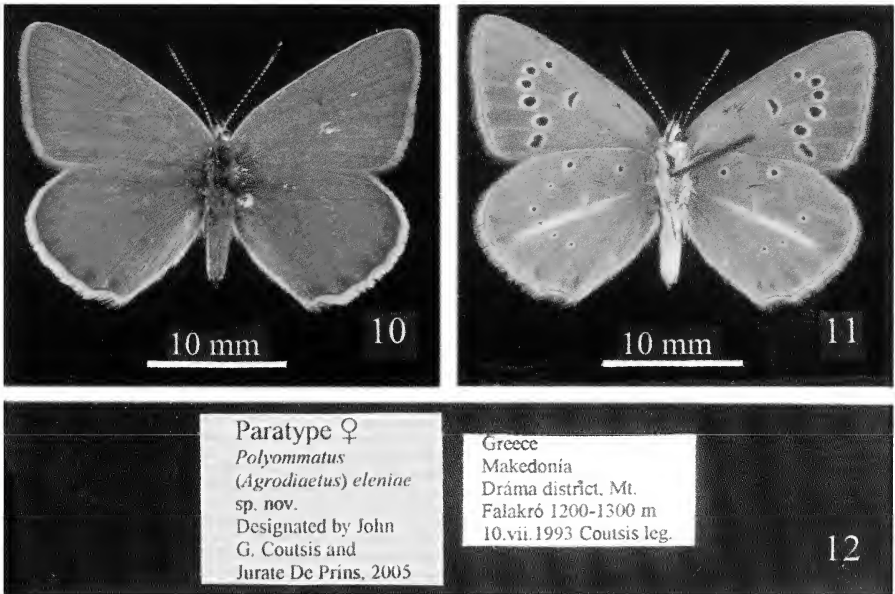 10 mm
10
10 mm
11
Paratype ♀
Polyommatus
(Agrodiaetus) eleniae
sp. nov.
Designated by John
G. Coutsis and
Jurate De Prins, 2005
Greece
Makedonía
Dráma district, Mt.
Falakró 1200-1300 m
10.vii.1993 Coutsis leg.
12